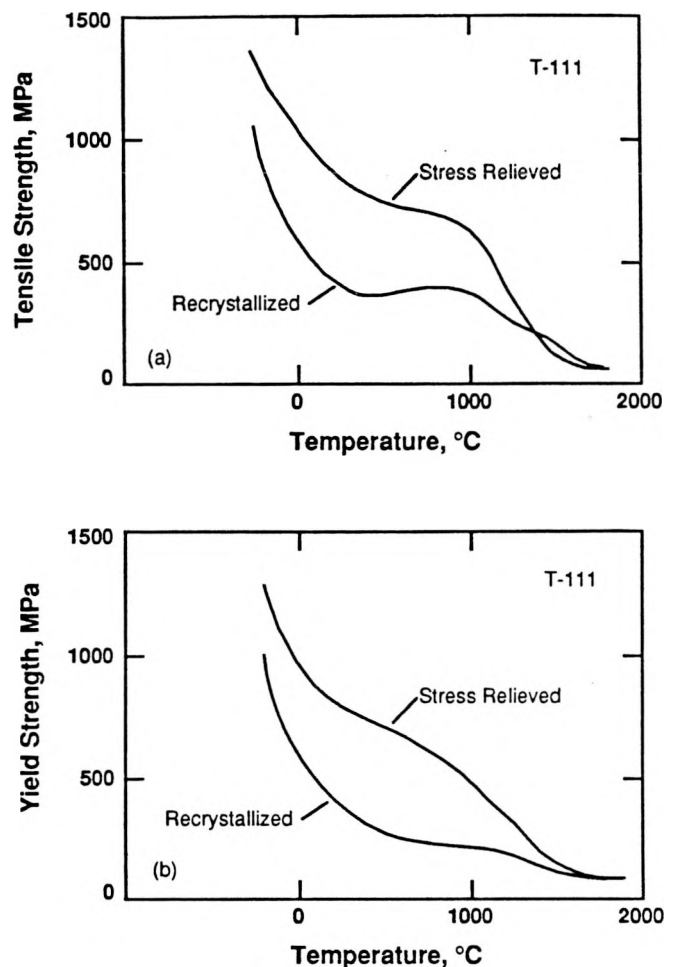 1500
T-111
1000
Tensile Strength, MPa
Stress Relieved
500
Recrystallized
(a)
0
0
1000
2000
Temperature, °C
1500
T-111
1000
Yield Strength, MPa
Stress Relieved
500
Recrystallized
(b)
0
0
1000
2000
Temperature, °C